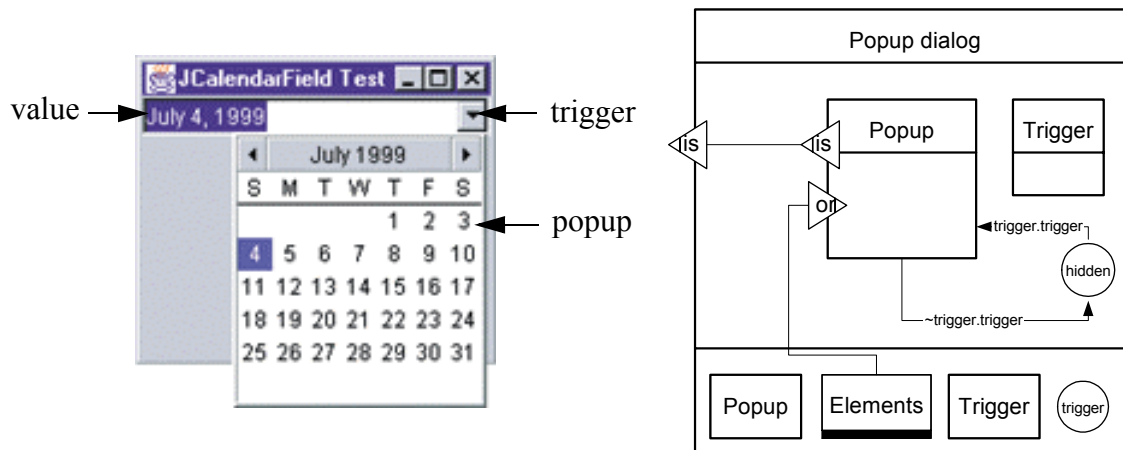 JCalendarField Test
value
July 4, 1999
trigger
July 1999
S M T W T F S
1 2 3
popup
4 5 6 7 8 9 10
11 12 13 14 15 16 17
18 19 20 21 22 23 24
25 26 27 28 29 30 31
Popup dialog
Popup
Trigger
is
is
or
trigger.trigger
hidden
~trigger.trigger
Popup
Elements
Trigger
trigger